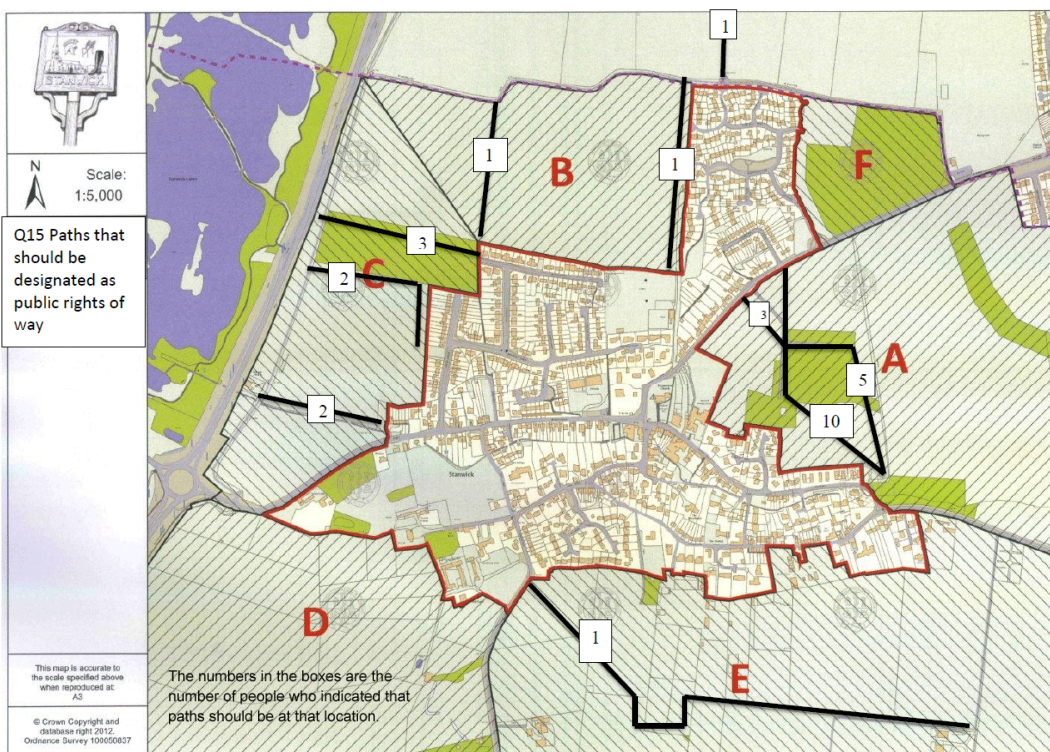 STANWICK
N
Scale:
1:5,000
Q15 Paths that
should be
designated as
public rights of
way
This map is accurate to
the scale specified above
when reproduced at
A3
© Crown Copyright and
database right 2012.
Ordnance Survey 100050837
1
1
B
1
F
3
2
C
3
A
5
10
2
Stanwick
D
1
E
The numbers in the boxes are the
number of people who indicated that
paths should be at that location.